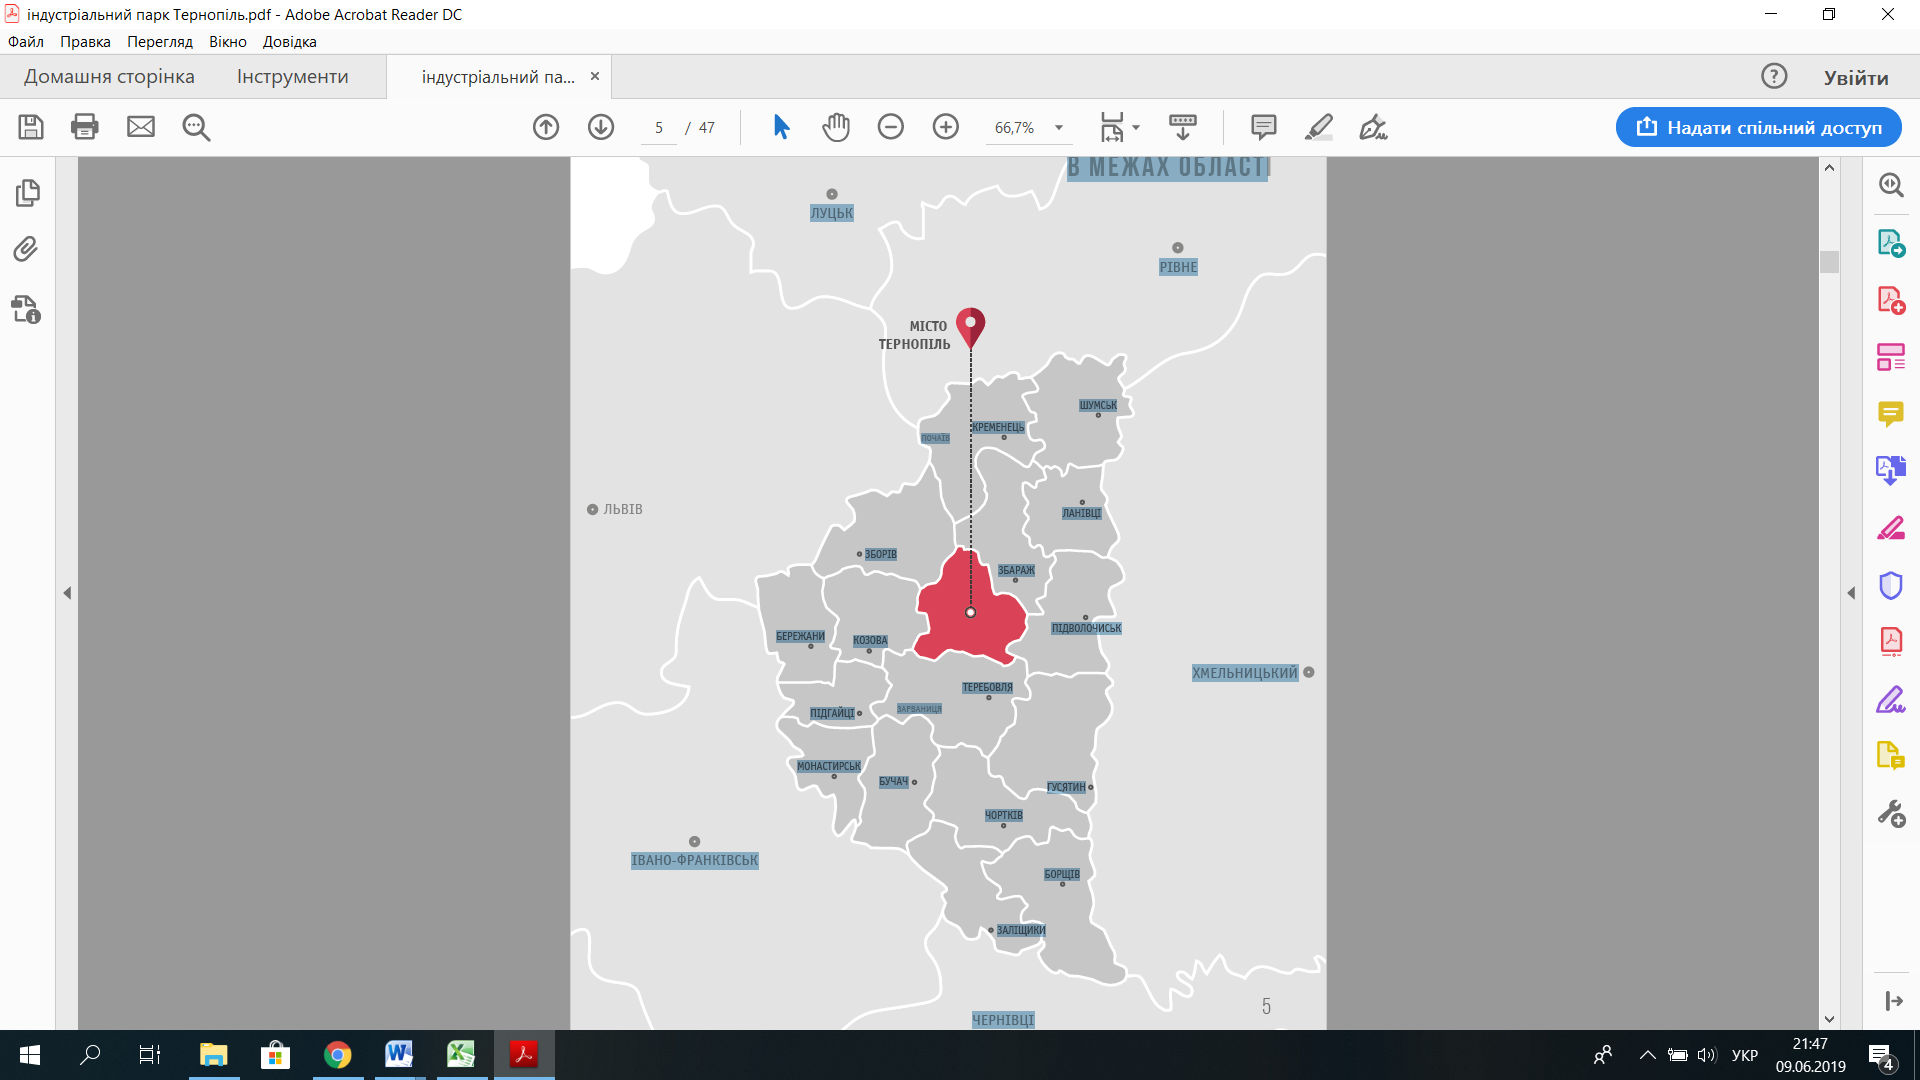 індустріальний парк Тернопіль.pdf - Adobe Acrobat Reader DC
Файл Правка Перегляд Вікно Довідка
Домашня сторінка Інструменти індустріальний па... Увійти
5 / 47 66,7% Надати спільний доступ
В МЕЖАХ ОБЛАСТІ
ЛУЦЬК
РІВНЕ
МІСТО
ТЕРНОПІЛЬ
ШУМСЬК
КРЕМЕНЕЦЬ
ПОЧАЇВ
ЛЬВІВ
ЛАНІВЦІ
ЗБОРІВ
ЗБАРАЖ
ПІДВОЛОЧИСЬК
БЕРЕЖАНИ
КОЗОВА
ХМЕЛЬНИЦЬКИЙ
ТЕРЕБОВЛЯ
ЗАРВАНИЦЯ
ПІДГАЙЦІ
МОНАСТИРСЬК
БУЧАЧ
ГУСЯТИН
ЧОРТКІВ
ІВАНО-ФРАНКІВСЬК
БОРЩІВ
ЗАЛІЩИКИ
5
ЧЕРНІВЦІ
УКР
21:47
09.06.2019
4